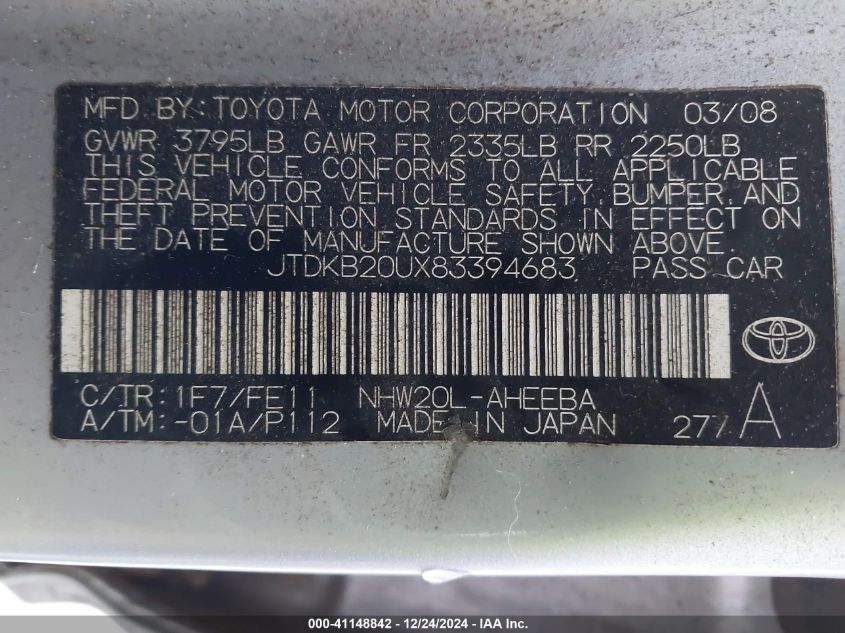 MFD BY: TOYOTA MOTOR CORPORATION 03/08
GVWR 3795LB GAWR FR 2335LB RR 2250LB
THIS VEHICLE CONFORMS TO ALL APPLICABLE
FEDERAL MOTOR VEHICLE SAFETY, BUMPER, AND
THEFT PREVENTION STANDARDS IN EFFECT ON
THE DATE OF MANUFACTURE SHOWN ABOVE.
JTDKB20UX83394683 PASS CAR
C/TR: 1F7/FE11 NHW20L-AHEEBA
A/TM: -01A/P112 MADE IN JAPAN 277 A
000-41148842 - 12/24/2024 - IAA Inc.